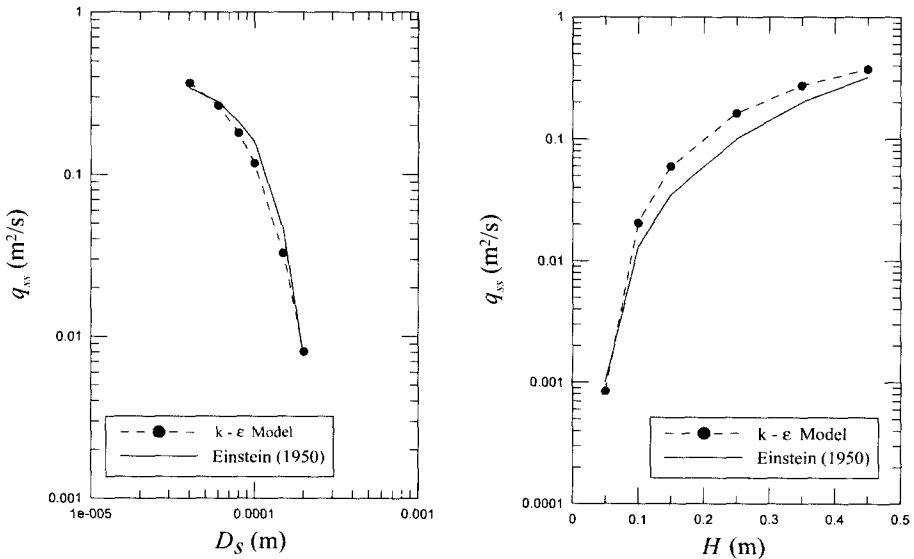 1
0.1
0.01
0.001
q_ss (m²/s)
k - ε Model
Einstein (1950)
1e-005
0.0001
0.001
D_S (m)
1
0.1
0.01
0.001
0.0001
q_ss (m²/s)
k - ε Model
Einstein (1950)
0
0.1
0.2
0.3
0.4
0.5
H (m)